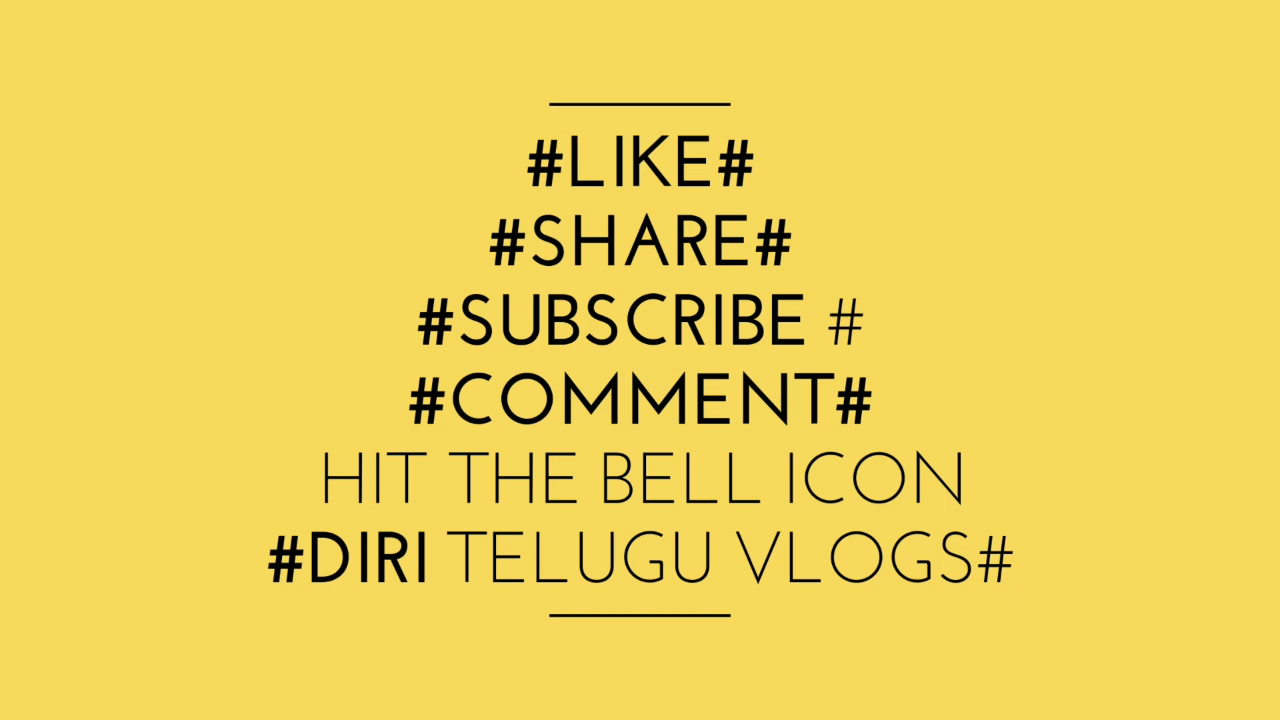 #LIKE#
#SHARE#
#SUBSCRIBE #
#COMMENT#
HIT THE BELL ICON
#DIRI TELUGU VLOGS#